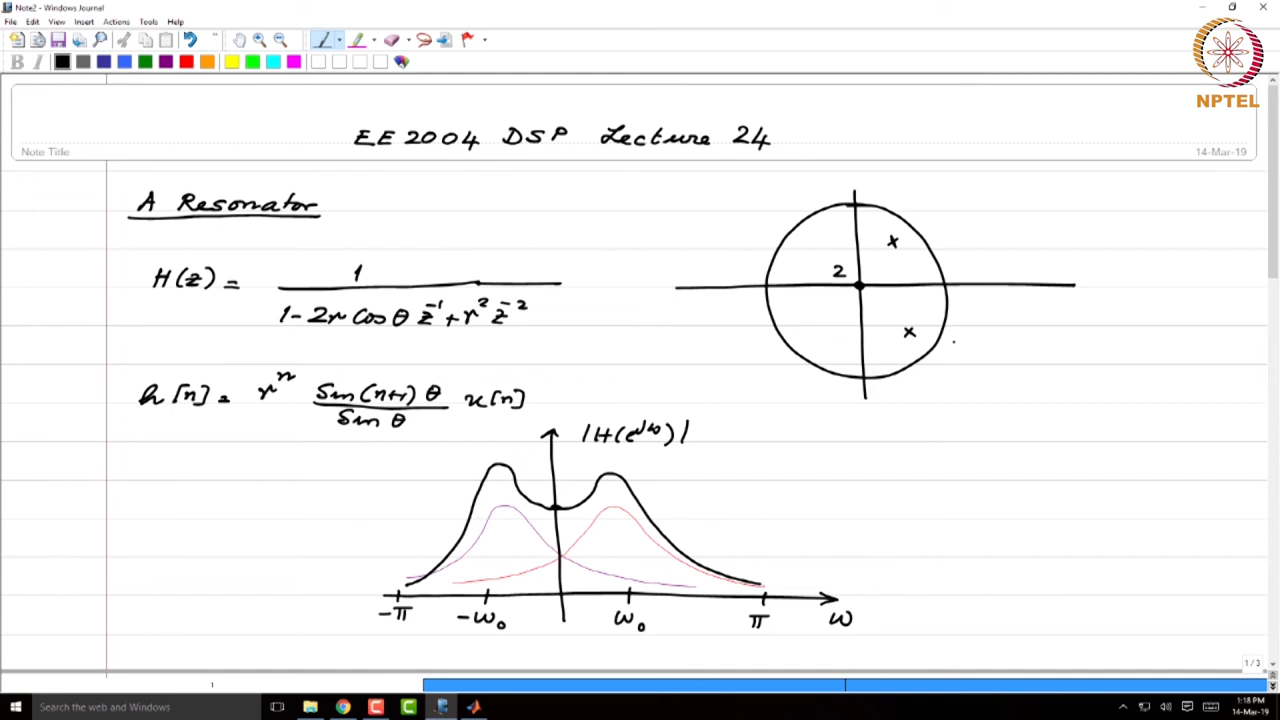 Note2 - Windows Journal
File Edit View Insert Actions Tools Help
B I
NPTEL
EE2004 DSP Lecture 24
Note Title
14-Mar-19
A Resonator
H(z) = 1 / (1 - 2r Cos θ z⁻¹ + r² z⁻²)
2
h[n] = rⁿ Sin(n+1)θ / Sin θ u[n]
|H(e^jω)|
-π -ω₀ ω₀ π ω
1 / 3
1
Search the web and Windows
1:18 PM
14-Mar-19